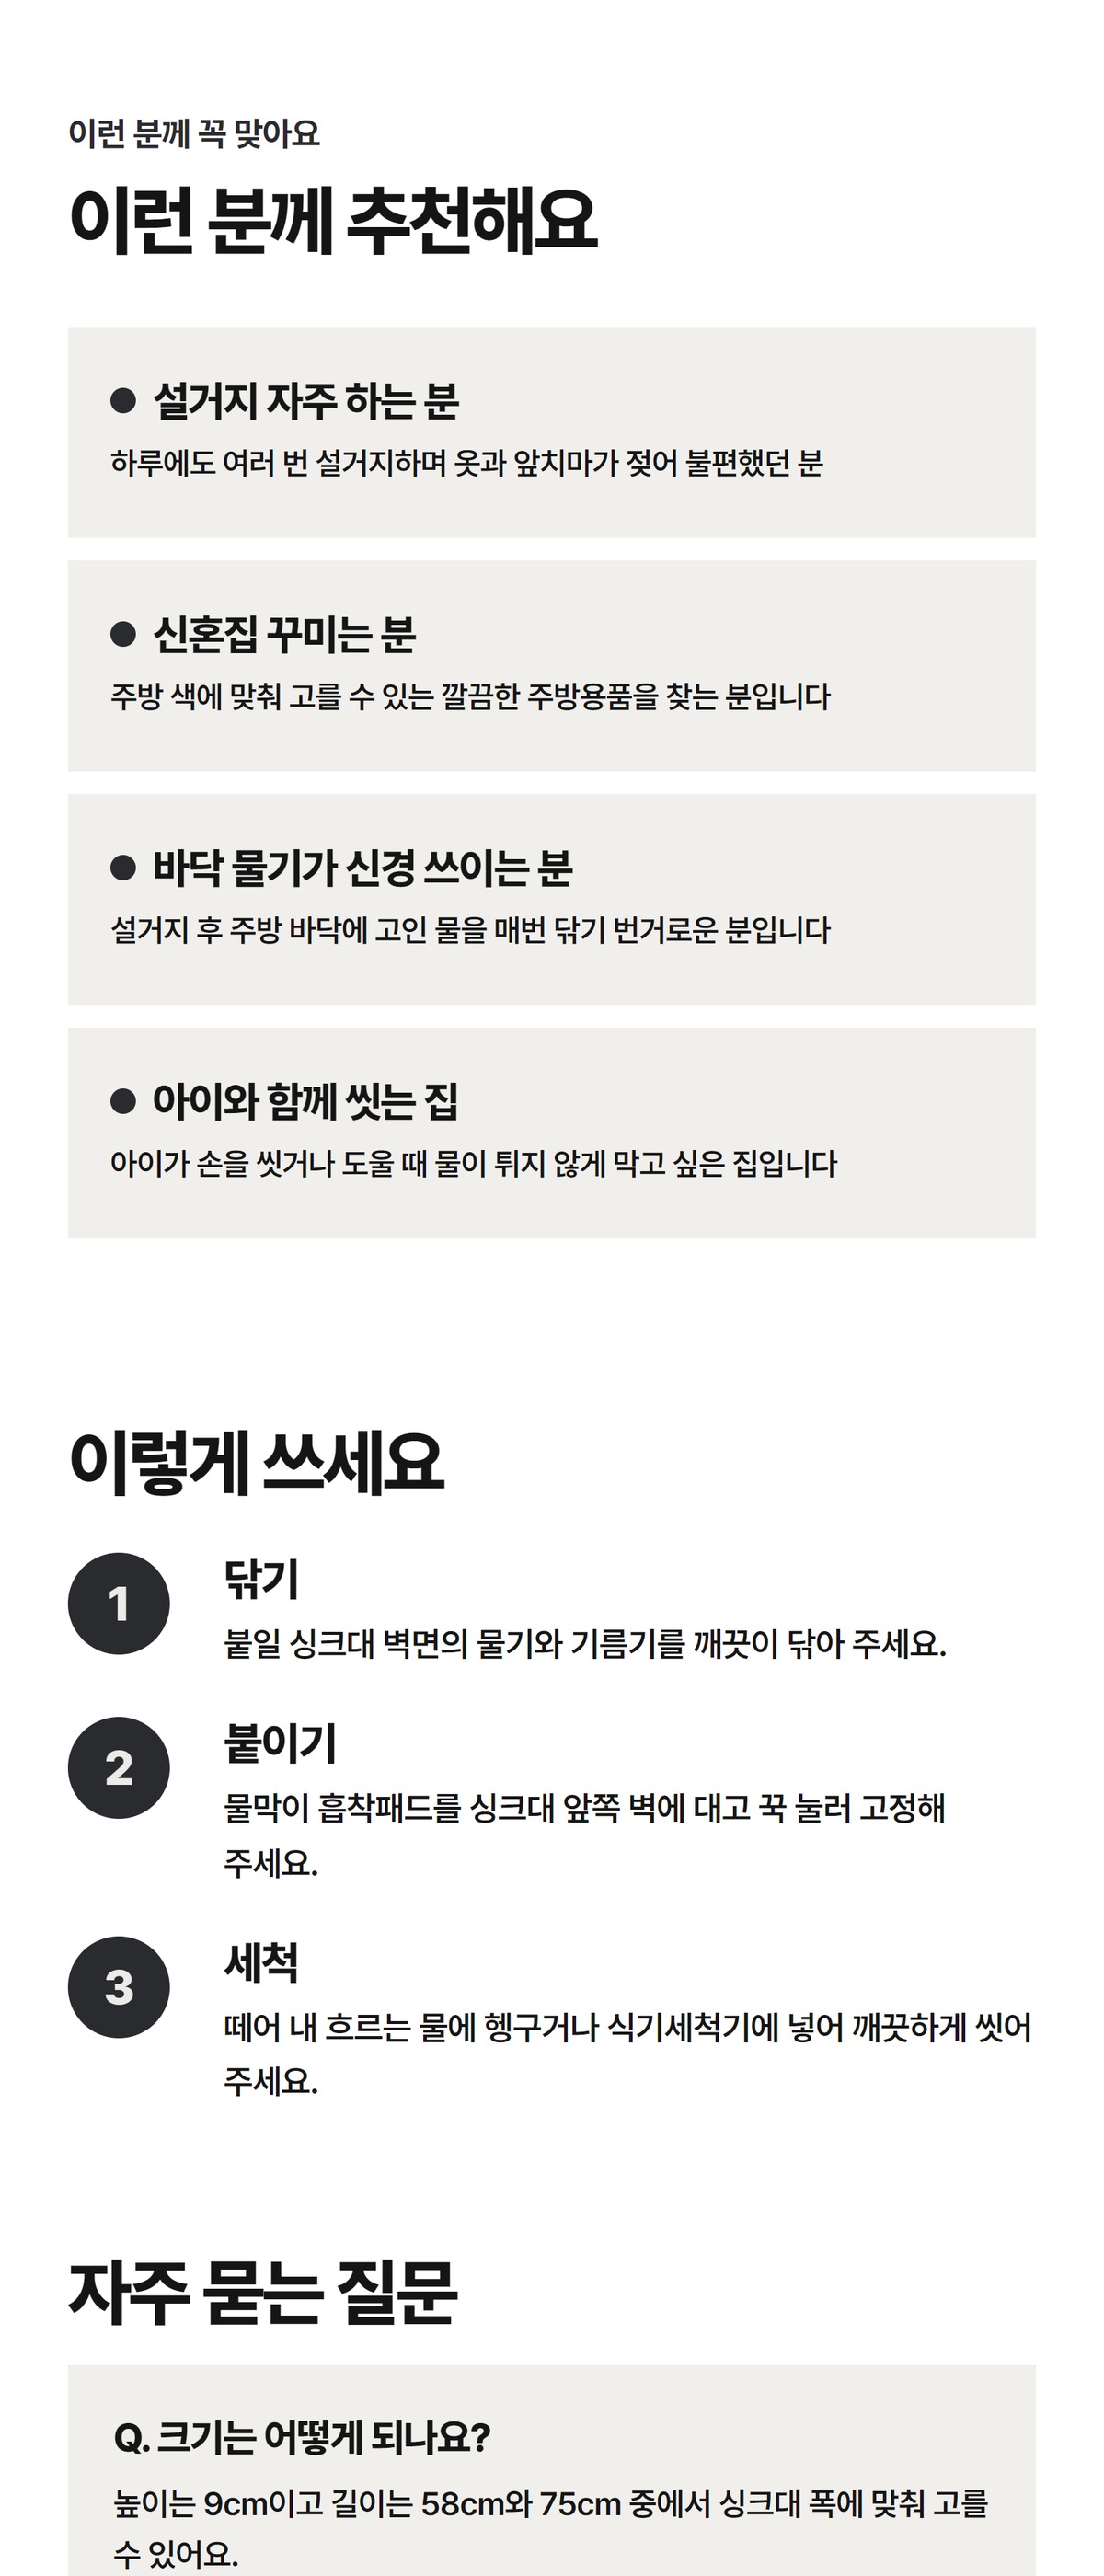 이런 분께 꼭 맞아요
이런 분께 추천해요
설거지 자주 하는 분
하루에도 여러 번 설거지하며 옷과 앞치마가 젖어 불편했던 분
신혼집 꾸미는 분
주방 색에 맞춰 고를 수 있는 깔끔한 주방용품을 찾는 분입니다
바닥 물기가 신경 쓰이는 분
설거지 후 주방 바닥에 고인 물을 매번 닦기 번거로운 분입니다
아이와 함께 씻는 집
아이가 손을 씻거나 도울 때 물이 튀지 않게 막고 싶은 집입니다
이렇게 쓰세요
1
닦기
붙일 싱크대 벽면의 물기와 기름기를 깨끗이 닦아 주세요.
2
붙이기
물막이 흡착패드를 싱크대 앞쪽 벽에 대고 꾹 눌러 고정해
주세요.
3
세척
떼어 내 흐르는 물에 헹구거나 식기세척기에 넣어 깨끗하게 씻어
주세요.
자주 묻는 질문
Q. 크기는 어떻게 되나요?
높이는 9cm이고 길이는 58cm와 75cm 중에서 싱크대 폭에 맞춰 고를
수 있어요.